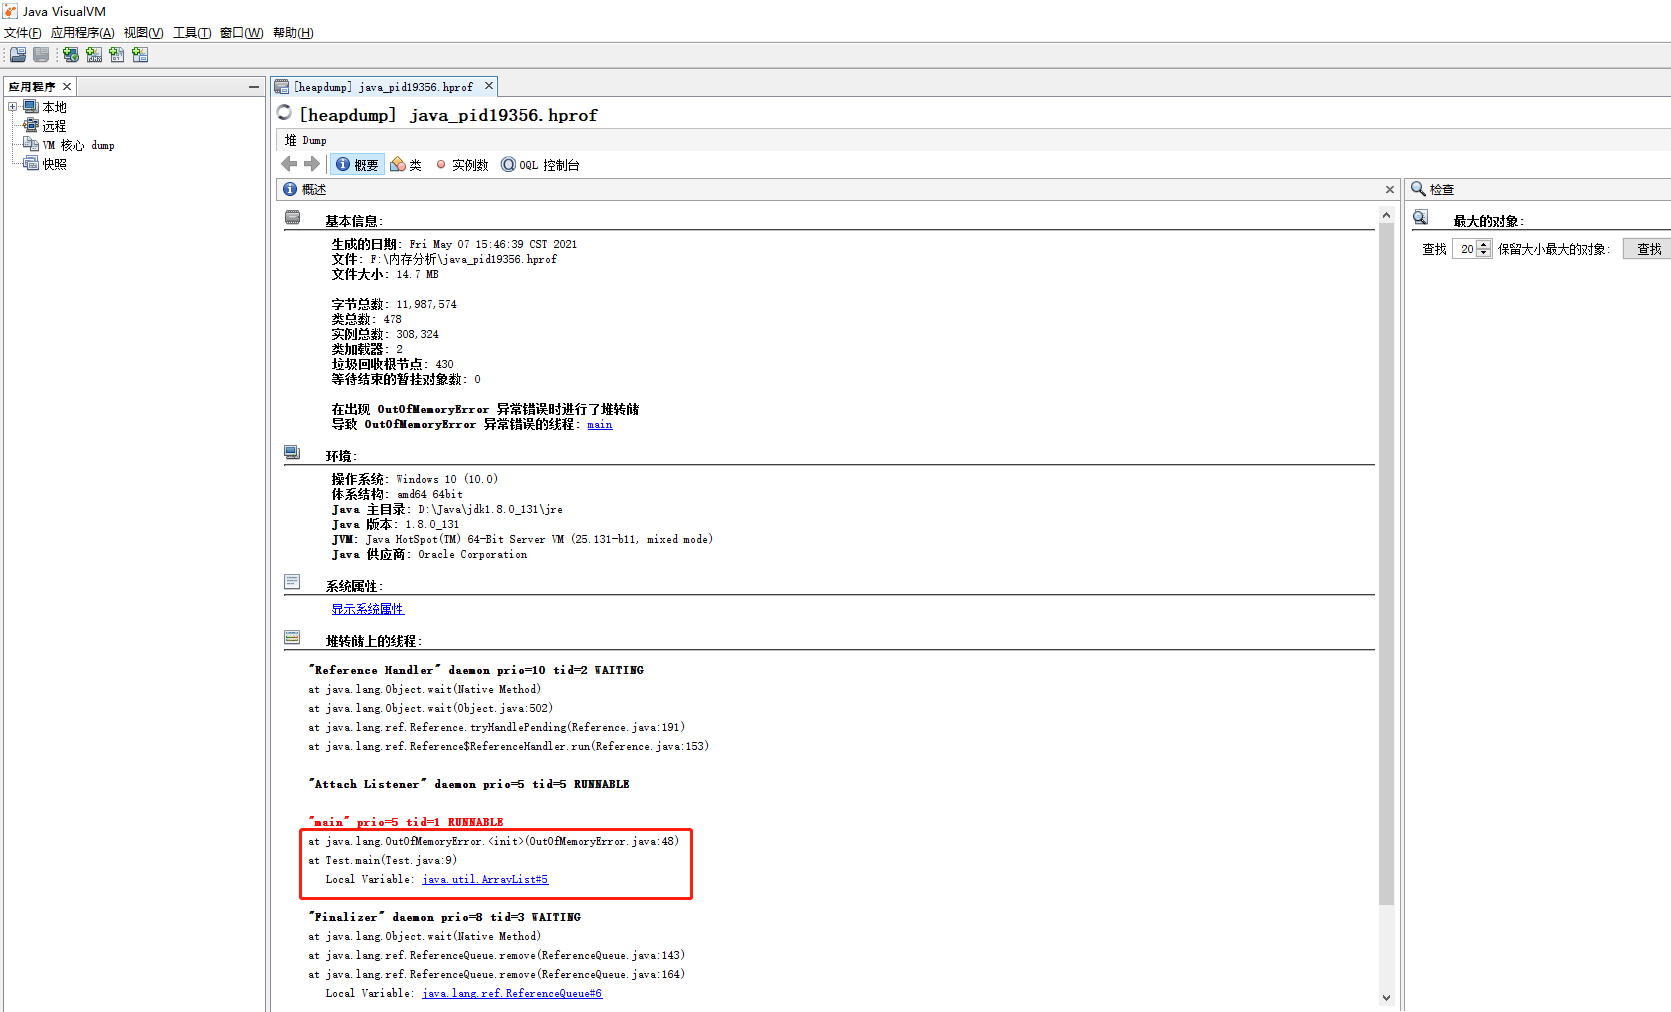 Java VisualVM
文件(F) 应用程序(A) 视图(V) 工具(T) 窗口(W) 帮助(H)
应用程序
本地
远程
VM 核心 dump
快照
[heapdump] java_pid19356.hprof
[heapdump] java_pid19356.hprof
堆 Dump
概要 类 实例数 OQL 控制台
概述
基本信息:
生成的日期: Fri May 07 15:46:39 CST 2021
文件: F:\内存分析\java_pid19356.hprof
文件大小: 14.7 MB
字节总数: 11,987,574
类总数: 478
实例总数: 308,324
类加载器: 2
垃圾回收根节点: 430
等待结束的暂挂对象数: 0
在出现 OutOfMemoryError 异常错误时进行了堆转储
导致 OutOfMemoryError 异常错误的线程: main
环境:
操作系统: Windows 10 (10.0)
体系结构: amd64 64bit
Java 主目录: D:\Java\jdk1.8.0_131\jre
Java 版本: 1.8.0_131
JVM: Java HotSpot(TM) 64-Bit Server VM (25.131-b11, mixed mode)
Java 供应商: Oracle Corporation
系统属性:
显示系统属性
堆转储上的线程:
"Reference Handler" daemon prio=10 tid=2 WAITING
at java.lang.Object.wait(Native Method)
at java.lang.Object.wait(Object.java:502)
at java.lang.ref.Reference.tryHandlePending(Reference.java:191)
at java.lang.ref.Reference$ReferenceHandler.run(Reference.java:153)
"Attach Listener" daemon prio=5 tid=5 RUNNABLE
"main" prio=5 tid=1 RUNNABLE
at java.lang.OutOfMemoryError.<init>(OutOfMemoryError.java:48)
at Test.main(Test.java:9)
Local Variable: java.util.ArrayList#5
"Finalizer" daemon prio=8 tid=3 WAITING
at java.lang.Object.wait(Native Method)
at java.lang.ref.ReferenceQueue.remove(ReferenceQueue.java:143)
at java.lang.ref.ReferenceQueue.remove(ReferenceQueue.java:164)
Local Variable: java.lang.ref.ReferenceQueue#6
检查
最大的对象:
查找 20 保留大小最大的对象: 查找